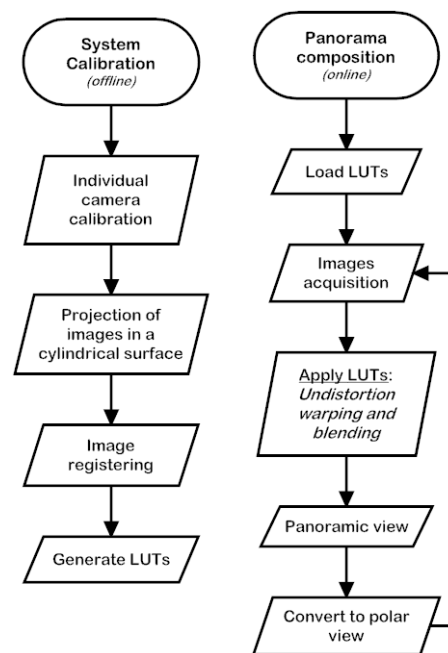 System
Calibration
(offline)
Individual
camera
calibration
Projection of
images in a
cylindrical surface
Image
registering
Generate LUTs
Panorama
composition
(online)
Load LUTs
Images
acquisition
Apply LUTs:
Undistortion
warping and
blending
Panoramic view
Convert to polar
view